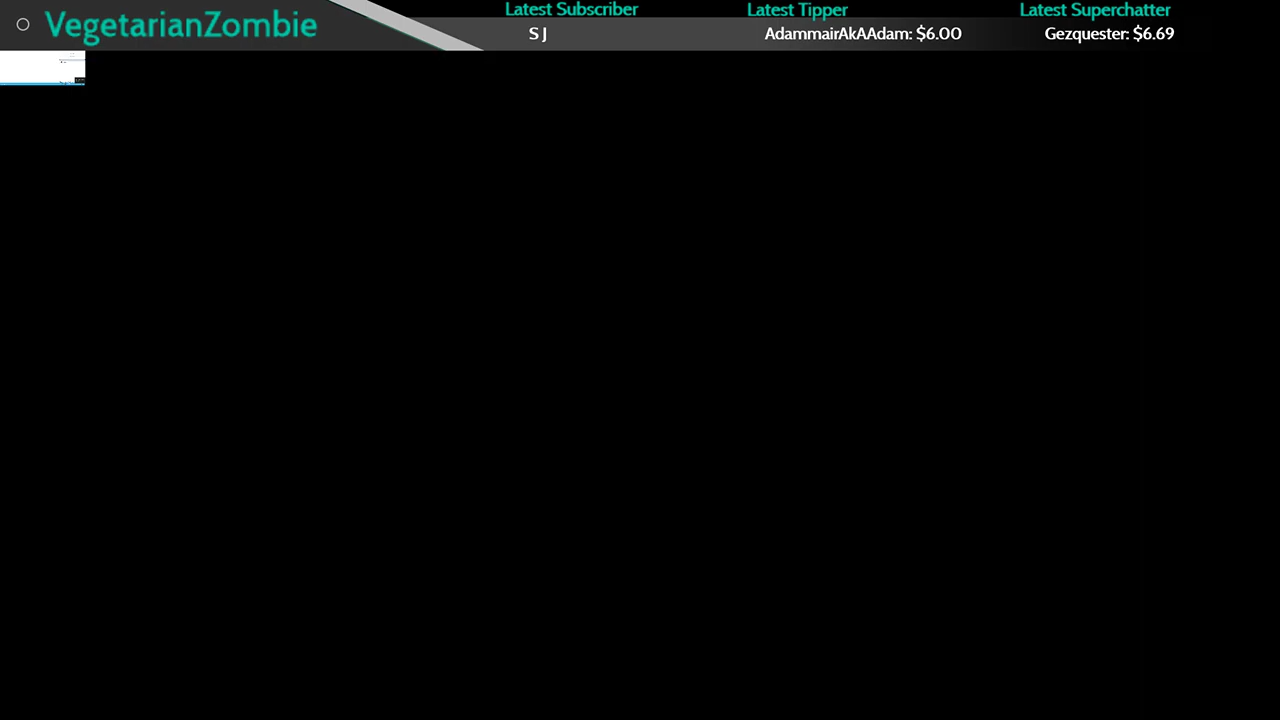 VegetarianZombie
Latest Subscriber
S J
Latest Tipper
AdammairAkAAdam: $6.00
Latest Superchatter
Gezquester: $6.69